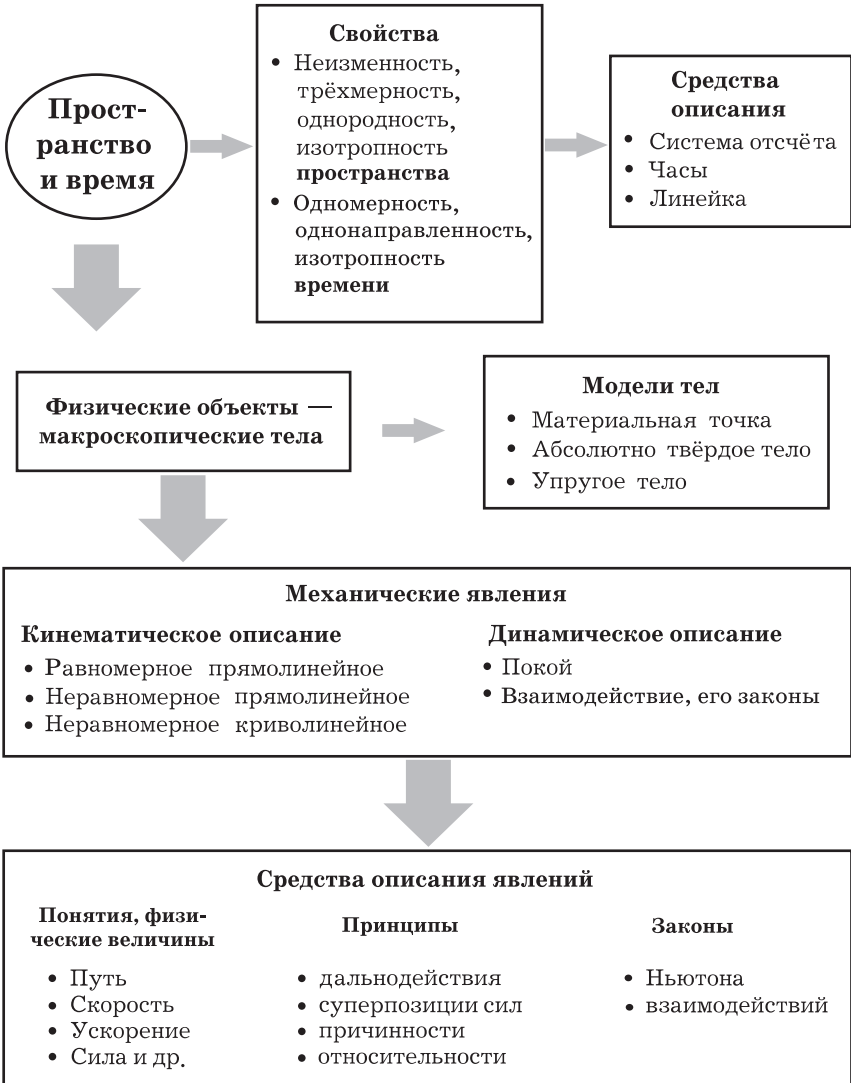 Прост-
ранство
и время
Свойства
• Неизменность,
трёхмерность,
однородность,
изотропность
пространства
• Одномерность,
однонаправленность,
изотропность
времени
Средства
описания
• Система отсчёта
• Часы
• Линейка
Физические объекты —
макроскопические тела
Модели тел
• Материальная точка
• Абсолютно твёрдое тело
• Упругое тело
Механические явления
Кинематическое описание
• Равномерное прямолинейное
• Неравномерное прямолинейное
• Неравномерное криволинейное
Динамическое описание
• Покой
• Взаимодействие, его законы
Средства описания явлений
Понятия, физи-
ческие величины
• Путь
• Скорость
• Ускорение
• Сила и др.
Принципы
• дальнодействия
• суперпозиции сил
• причинности
• относительности
Законы
• Ньютона
• взаимодействий